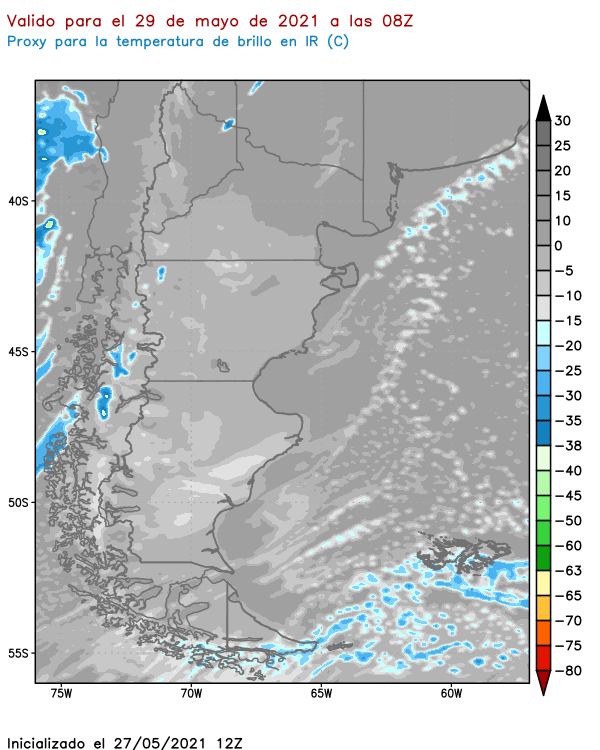 Valido para el 29 de mayo de 2021 a las 08Z
Proxy para la temperatura de brillo en IR (C)
30
25
20
15
10
0
-5
-10
-15
-20
-25
-30
-35
-38
-40
-45
-50
-60
-63
-65
-70
-75
-80
40S
45S
50S
55S
75W 70W 65W 60W
Inicializado el 27/05/2021 12Z